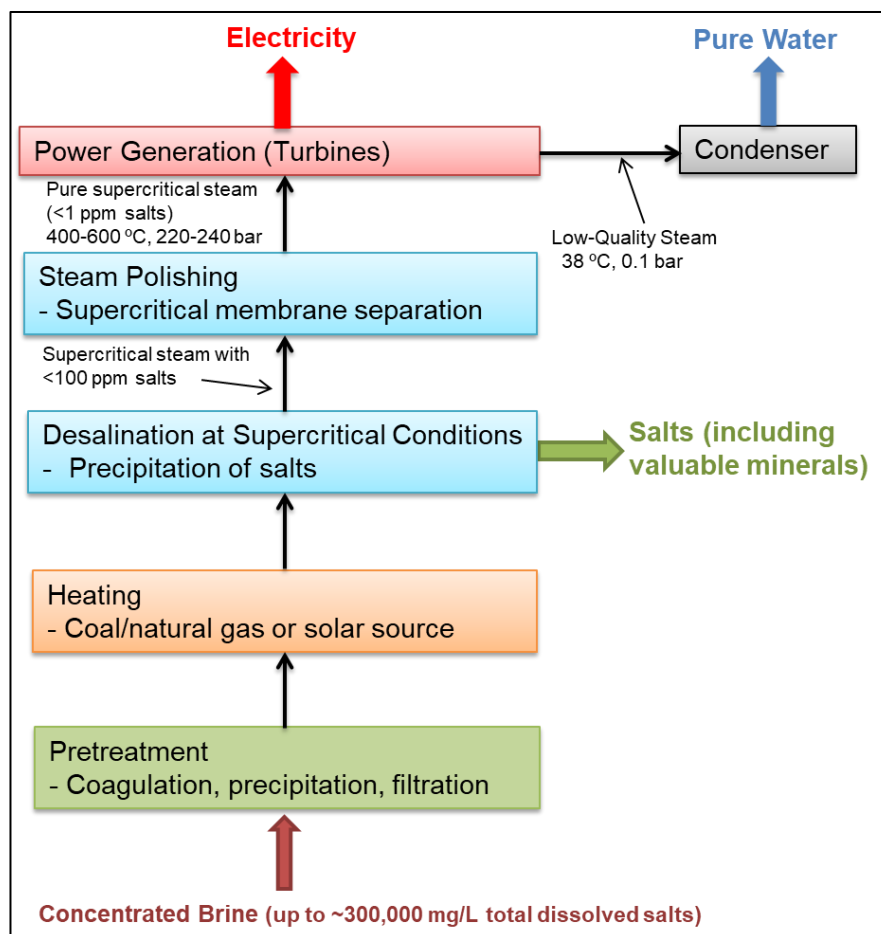 Electricity
Pure Water
Power Generation (Turbines)
Condenser
Pure supercritical steam
(<1 ppm salts)
400-600 ºC, 220-240 bar
Low-Quality Steam
38 ºC, 0.1 bar
Steam Polishing
- Supercritical membrane separation
Supercritical steam with
<100 ppm salts
Desalination at Supercritical Conditions
- Precipitation of salts
Salts (including
valuable minerals)
Heating
- Coal/natural gas or solar source
Pretreatment
- Coagulation, precipitation, filtration
Concentrated Brine (up to ~300,000 mg/L total dissolved salts)